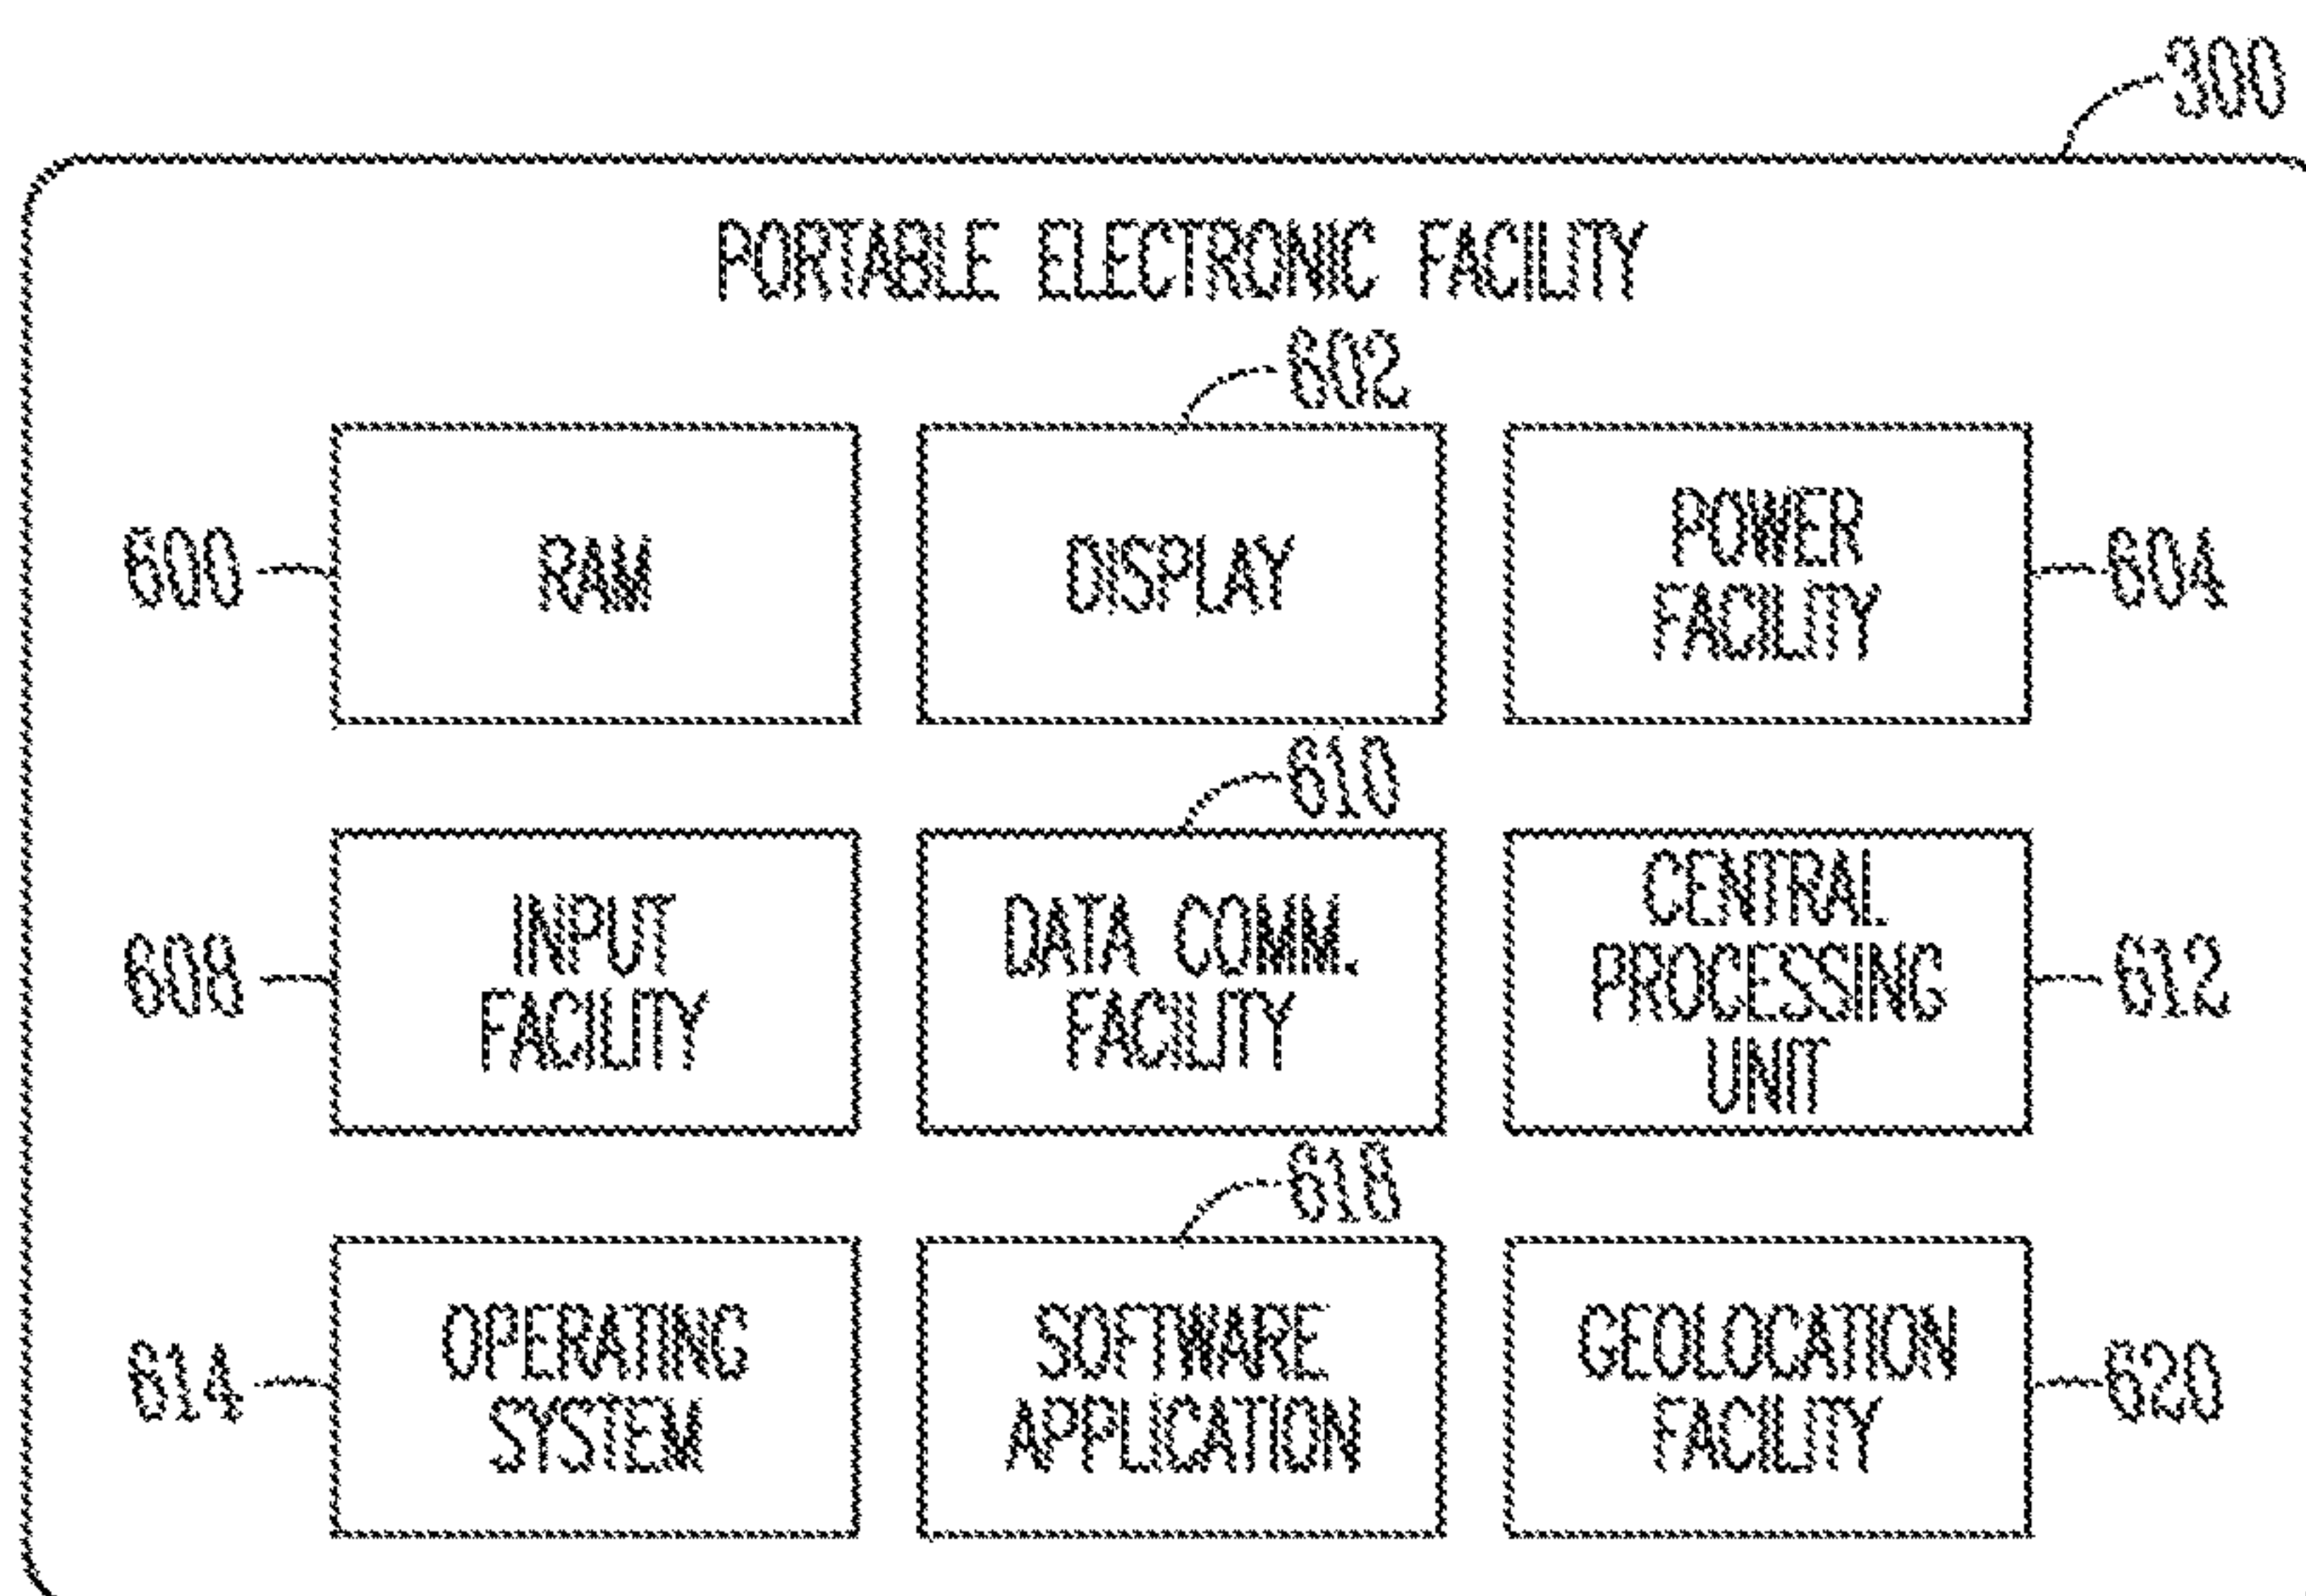 300
PORTABLE ELECTRONIC FACILITY
602
600
RAM
DISPLAY
POWER
FACILITY
604
610
608
INPUT
FACILITY
DATA COMM.
FACILITY
CENTRAL
PROCESSING
UNIT
612
618
614
OPERATING
SYSTEM
SOFTWARE
APPLICATION
GEOLOCATION
FACILITY
620